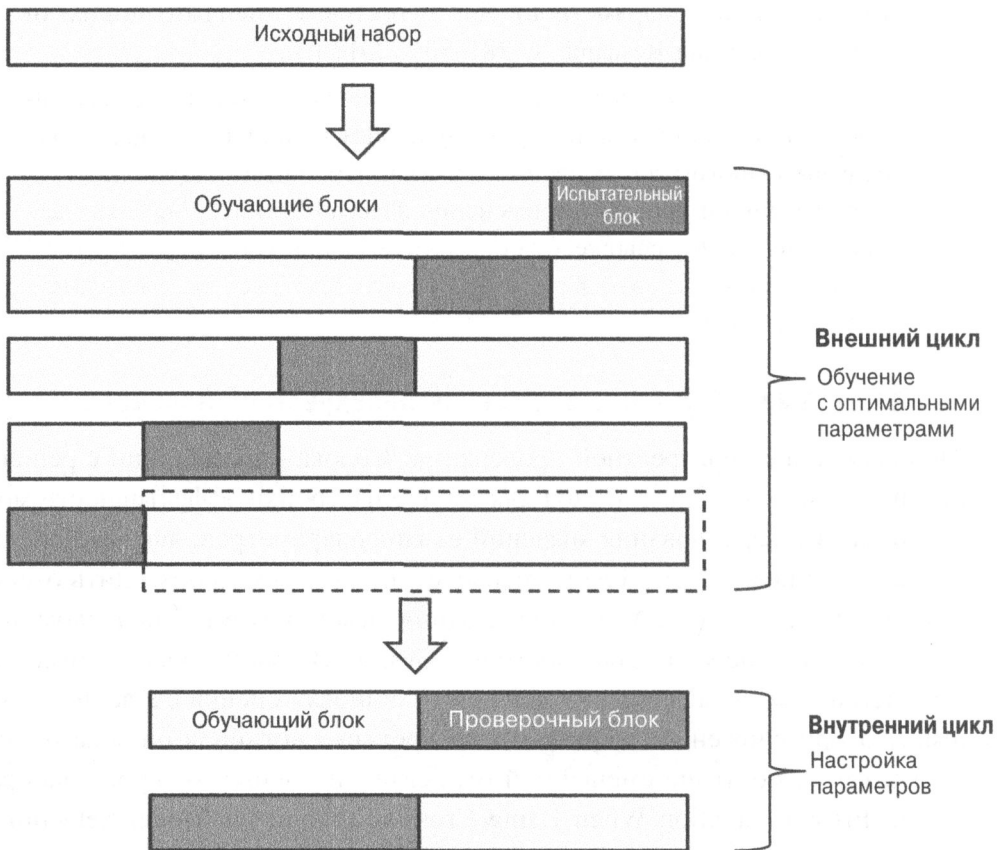 Исходный набор
Обучающие блоки
Испытательный
блок
Внешний цикл
Обучение
с оптимальными
параметрами
Обучающий блок
Проверочный блок
Внутренний цикл
Настройка
параметров